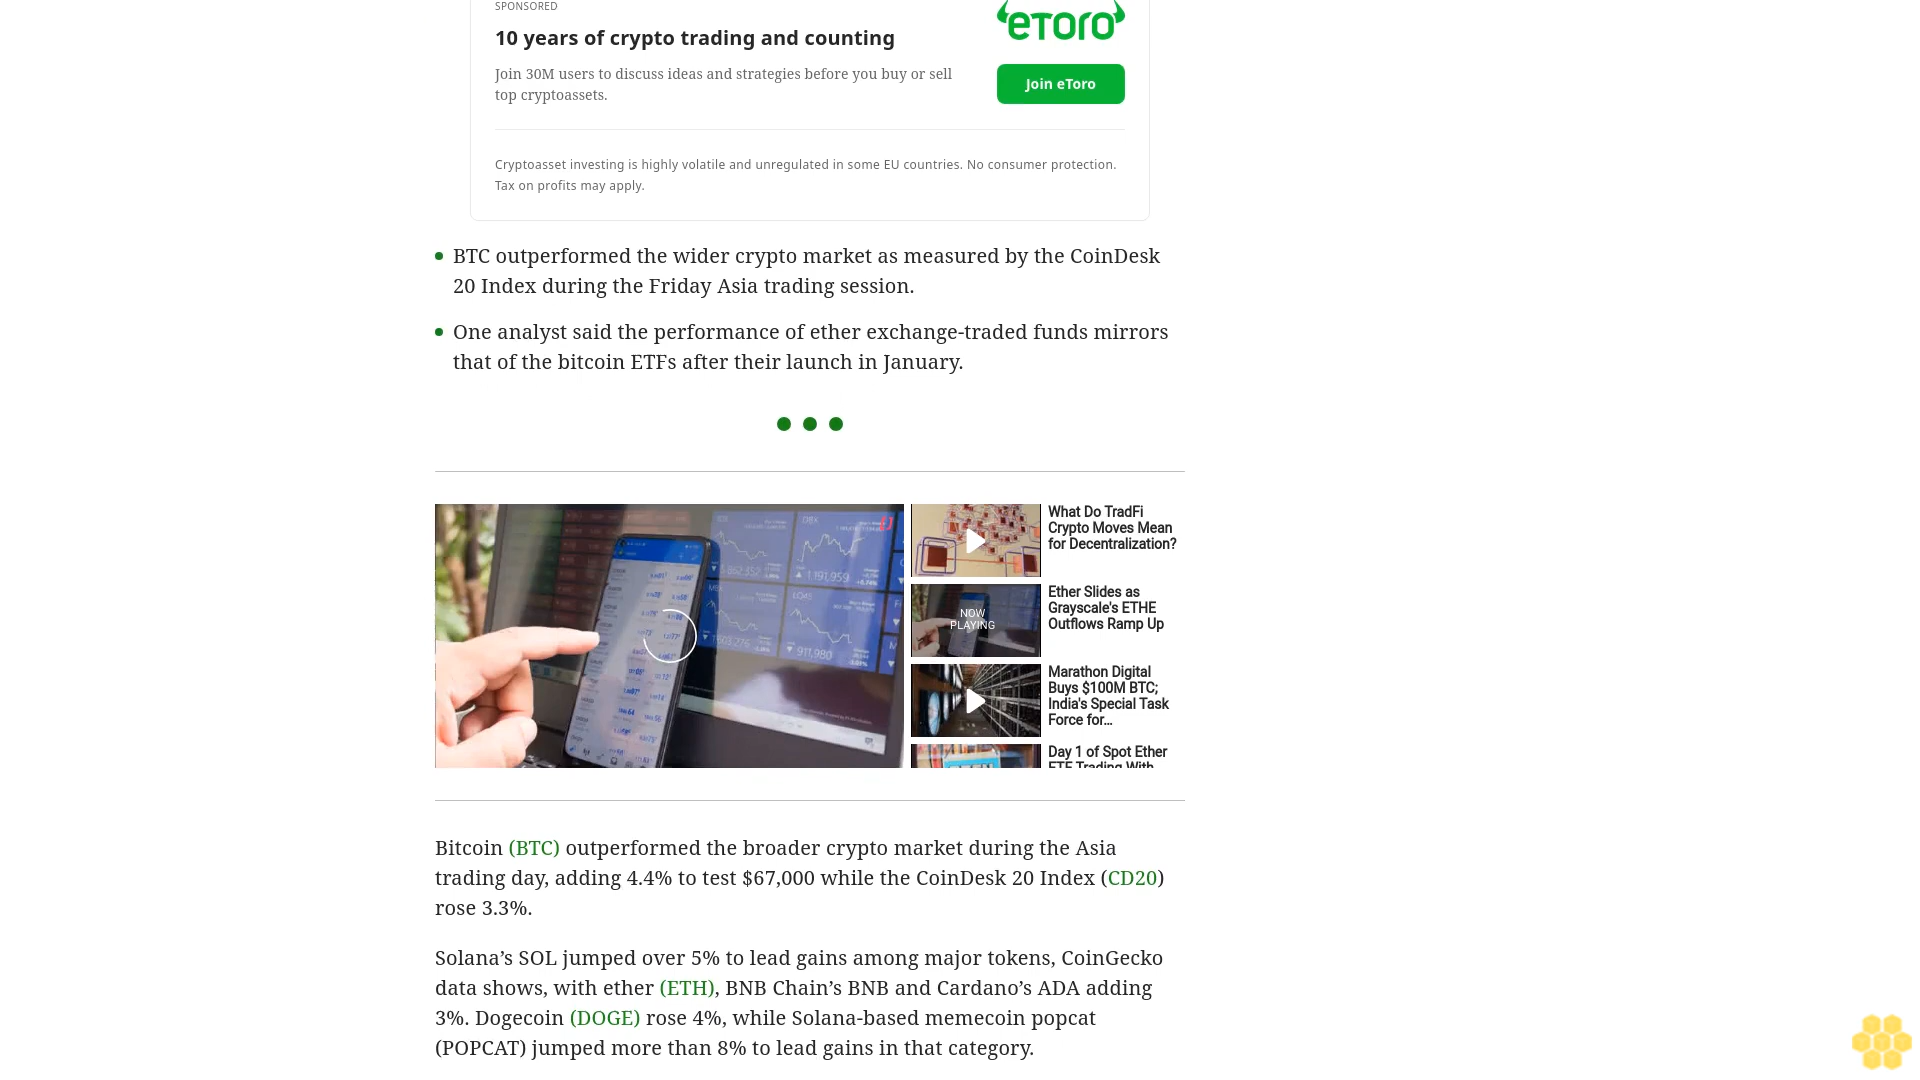 SPONSORED
eToro
10 years of crypto trading and counting
Join 30M users to discuss ideas and strategies before you buy or sell
top cryptoassets.
Join eToro
Cryptoasset investing is highly volatile and unregulated in some EU countries. No consumer protection.
Tax on profits may apply.
BTC outperformed the wider crypto market as measured by the CoinDesk
20 Index during the Friday Asia trading session.
One analyst said the performance of ether exchange-traded funds mirrors
that of the bitcoin ETFs after their launch in January.
What Do TradFi
Crypto Moves Mean
for Decentralization?
NOW
PLAYING
Ether Slides as
Grayscale's ETHE
Outflows Ramp Up
Marathon Digital
Buys $100M BTC;
India's Special Task
Force for...
Day 1 of Spot Ether
ETF Trading With
Bitcoin (BTC) outperformed the broader crypto market during the Asia
trading day, adding 4.4% to test $67,000 while the CoinDesk 20 Index (CD20)
rose 3.3%.
Solana’s SOL jumped over 5% to lead gains among major tokens, CoinGecko
data shows, with ether (ETH), BNB Chain’s BNB and Cardano’s ADA adding
3%. Dogecoin (DOGE) rose 4%, while Solana-based memecoin popcat
(POPCAT) jumped more than 8% to lead gains in that category.